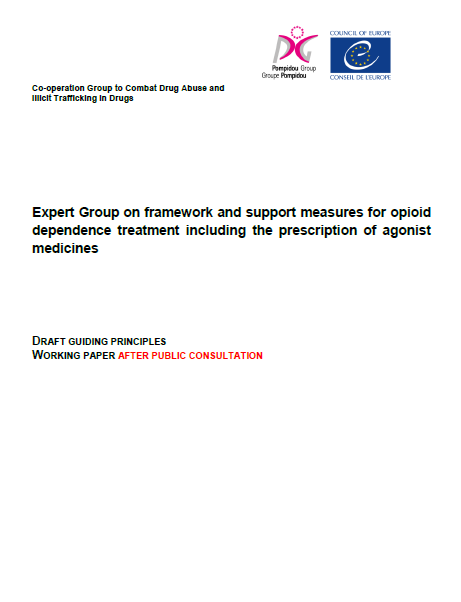 COUNCIL OF EUROPE
Pompidou Group
Groupe Pompidou
CONSEIL DE L'EUROPE
Co-operation Group to Combat Drug Abuse and
Illicit Trafficking in Drugs
Expert Group on framework and support measures for opioid
dependence treatment including the prescription of agonist
medicines
DRAFT GUIDING PRINCIPLES
WORKING PAPER AFTER PUBLIC CONSULTATION